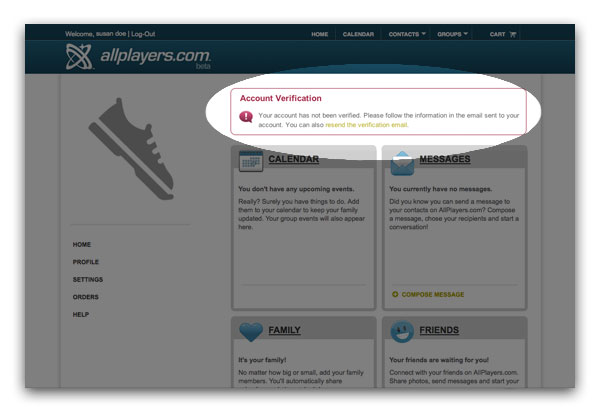 Welcome, susan doe | Log-Out
HOME CALENDAR CONTACTS GROUPS CART
allplayers.com
beta
Account Verification
Your account has not been verified. Please follow the information in the email sent to your
account. You can also resend the verification email.
CALENDAR
You don't have any upcoming events.
Really? Surely you have things to do. Add
them to your calendar to keep your family
updated. Your group events will also appear
here.
MESSAGES
You currently have no messages.
Did you know you can send a message to
your contacts on AllPlayers.com? Compose
a message, chose your recipients and start a
conversation!
COMPOSE MESSAGE
HOME
PROFILE
SETTINGS
ORDERS
HELP
FAMILY
It's your family!
No matter how big or small, add your family
members. You'll automatically share
FRIENDS
Your friends are waiting for you!
Connect with your friends on AllPlayers.com.
Share photos, send messages and start your